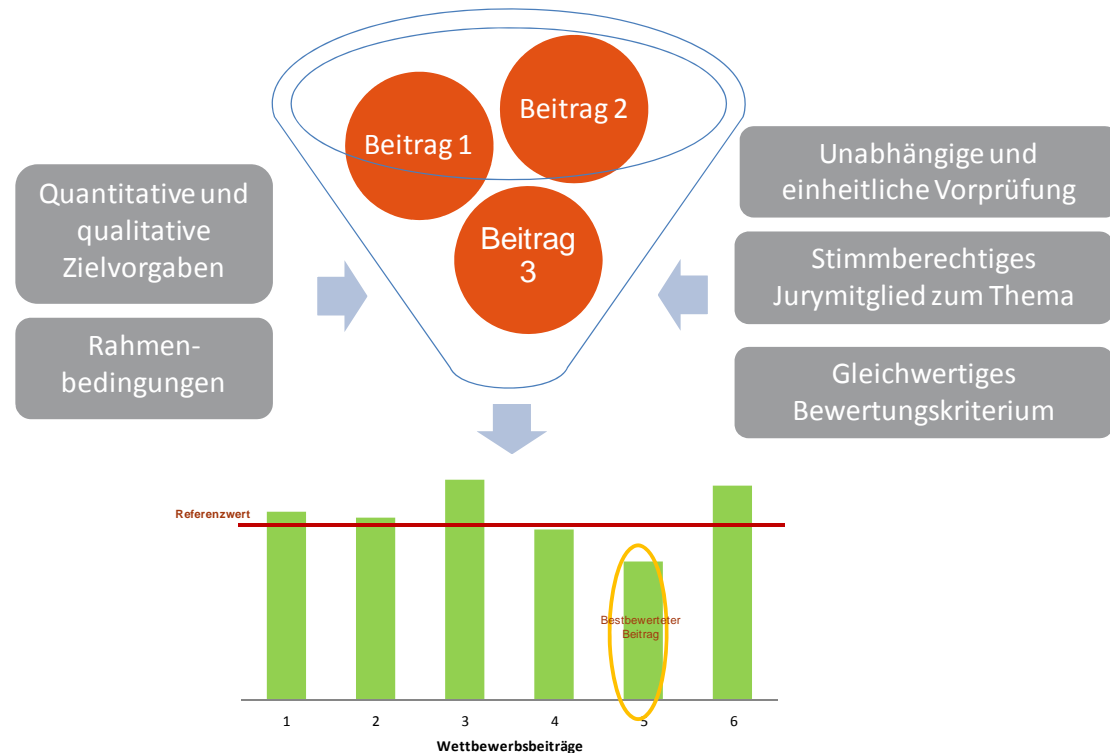 Beitrag 1
Beitrag 2
Beitrag
3
Quantitative und
qualitative
Zielvorgaben
Rahmen-
bedingungen
Unabhängige und
einheitliche Vorprüfung
Stimmberechtiges
Jurymitglied zum Thema
Gleichwertiges
Bewertungskriterium
Referenzwert
Bestbewerteter
Beitrag
1 2 3 4 5 6
Wettbewerbsbeiträge